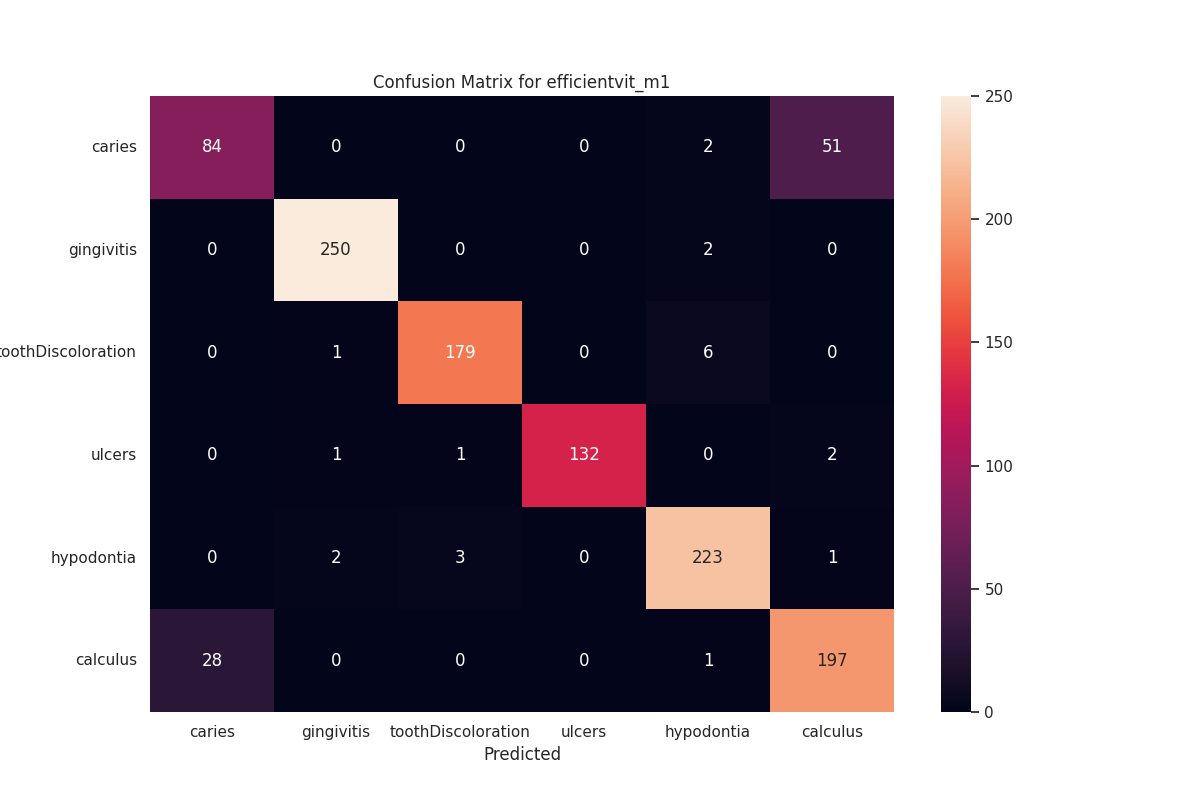 Confusion Matrix for efficientvit_m1
caries 84 0 0 0 2 51
gingivitis 0 250 0 0 2 0
toothDiscoloration 0 1 179 0 6 0
ulcers 0 1 1 132 0 2
hypodontia 0 2 3 0 223 1
calculus 28 0 0 0 1 197
caries gingivitis toothDiscoloration ulcers hypodontia calculus
Predicted
250
200
150
100
50
0